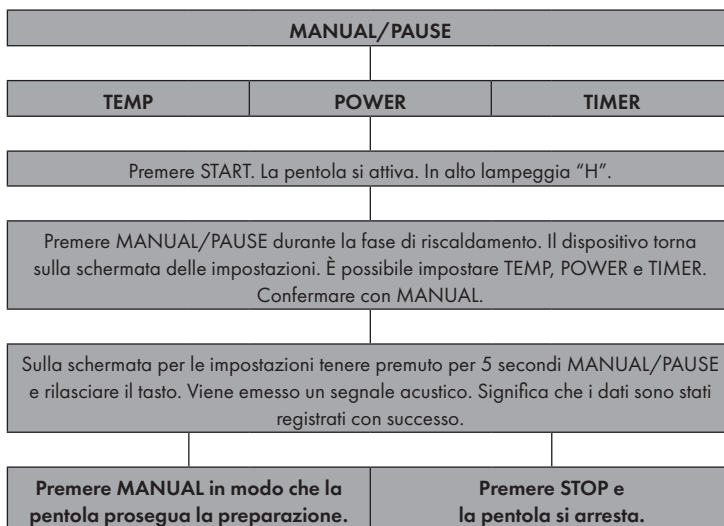 MANUAL/PAUSE
TEMP POWER TIMER
Premere START. La pentola si attiva. In alto lampeggia “H”.
Premere MANUAL/PAUSE durante la fase di riscaldamento. Il dispositivo torna
sulla schermata delle impostazioni. È possibile impostare TEMP, POWER e TIMER.
Confermare con MANUAL.
Sulla schermata per le impostazioni tenere premuto per 5 secondi MANUAL/PAUSE
e rilasciare il tasto. Viene emesso un segnale acustico. Significa che i dati sono stati
registrati con successo.
Premere MANUAL in modo che la
pentola prosegua la preparazione.
Premere STOP e
la pentola si arresta.